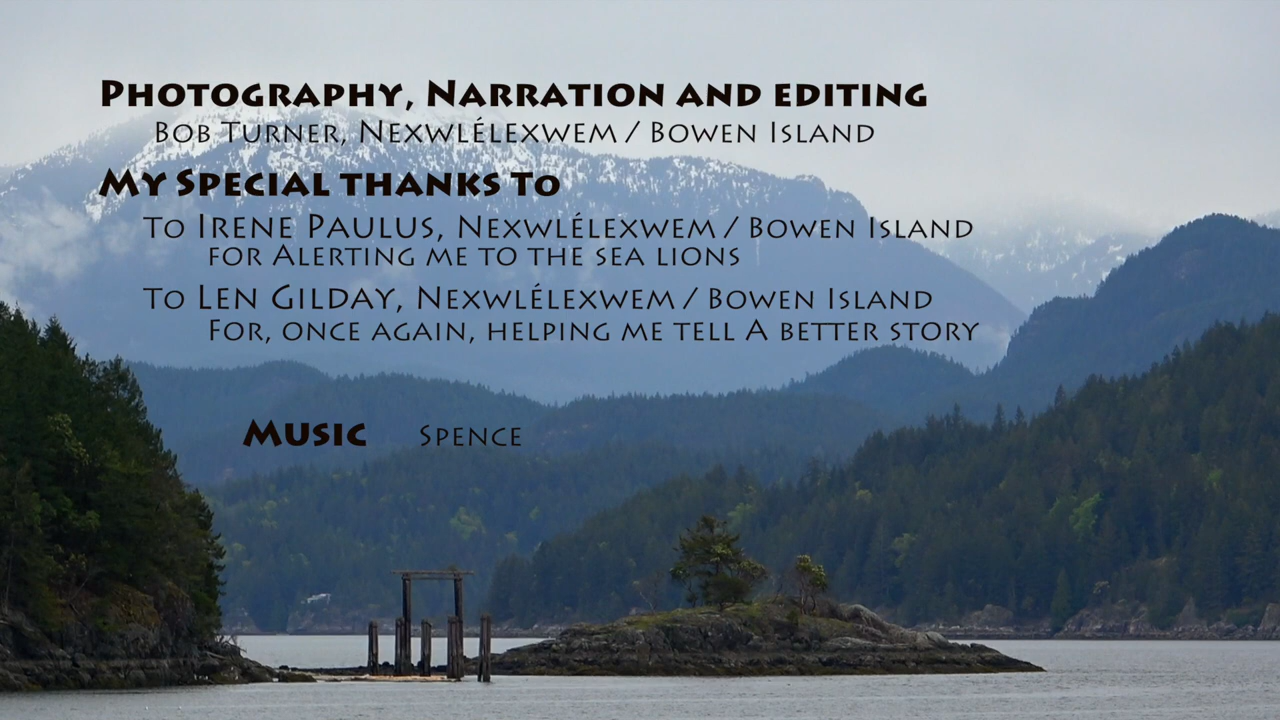 Photography, Narration and editing
Bob Turner, Nexwlélexwem / Bowen Island
My Special thanks To
To Irene Paulus, Nexwlélexwem / Bowen Island
for Alerting me to the sea lions
To Len Gilday, Nexwlélexwem / Bowen Island
For, once again, helping me tell A better story
Music Spence